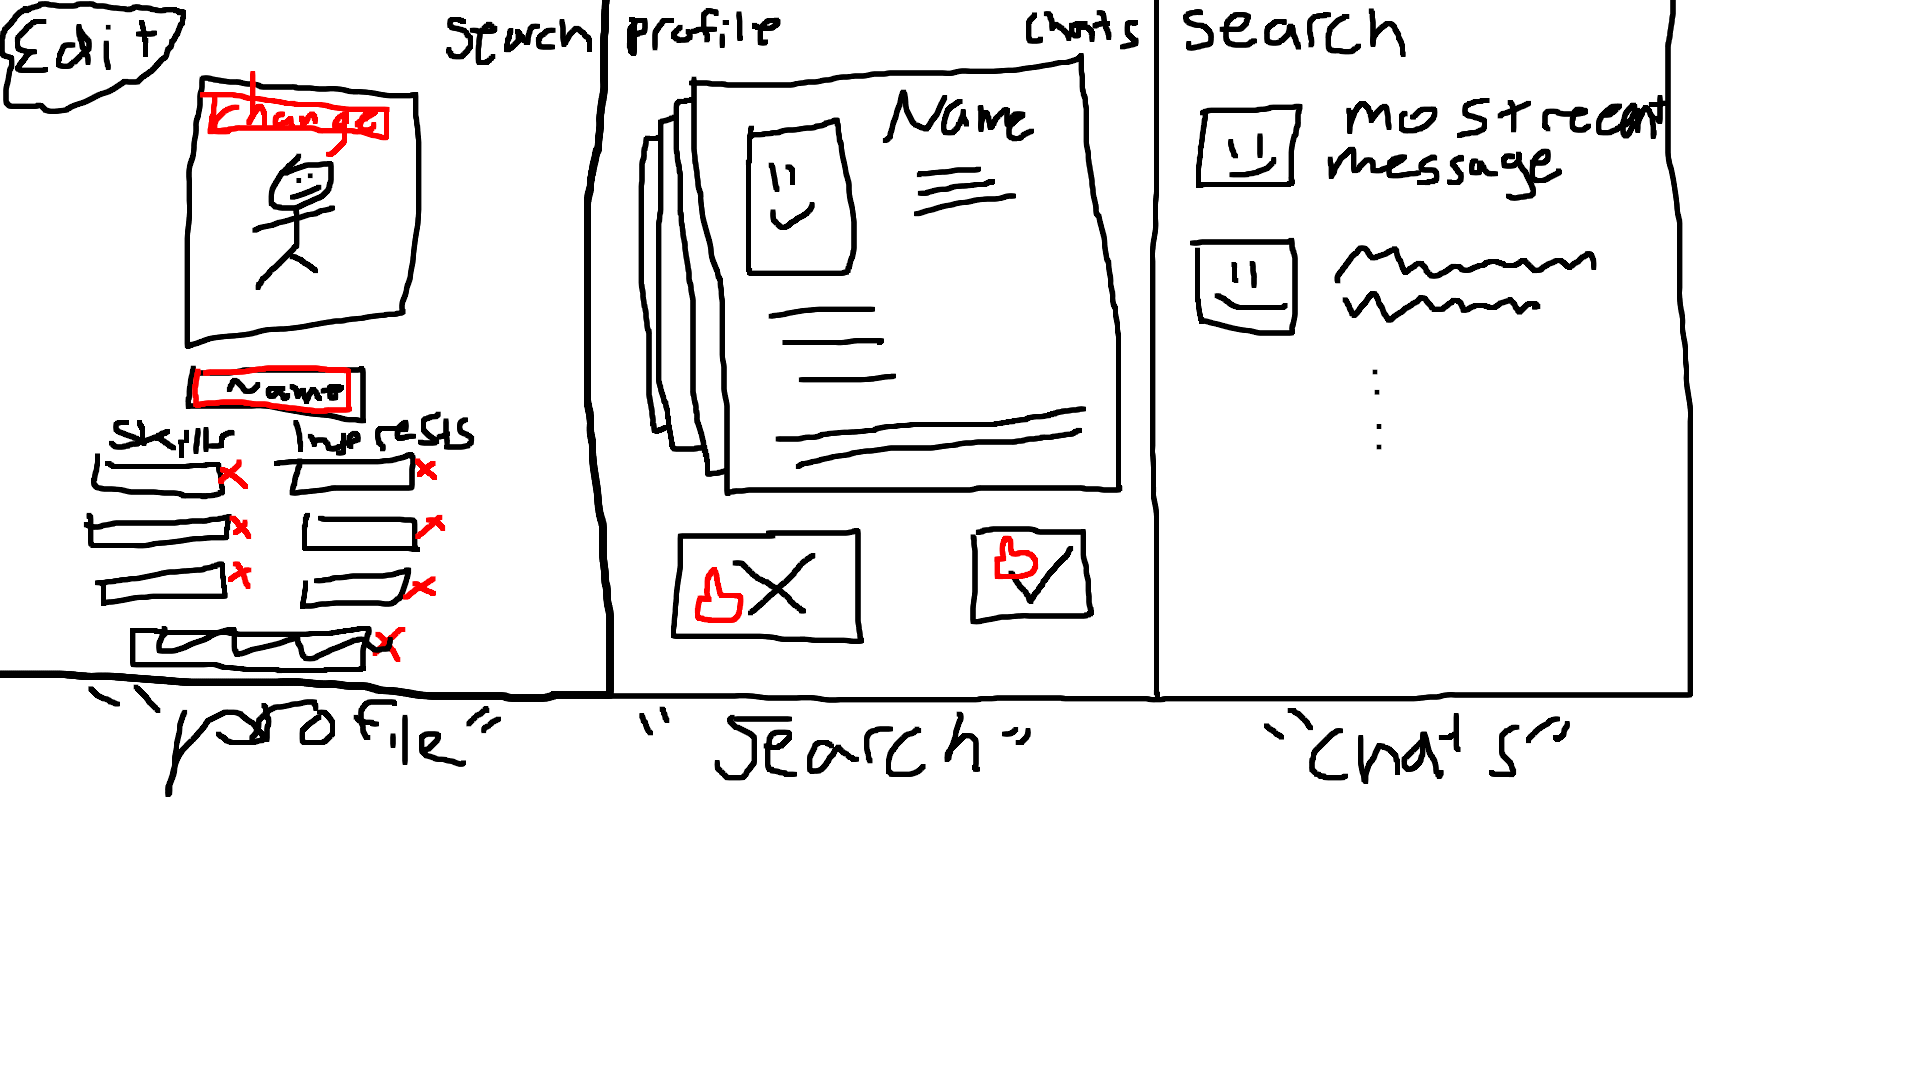 Edit
Search
change
Name
Skills Interests
"profile"
profile chats
Name
"Search"
Search
most recent
message
"Chats"